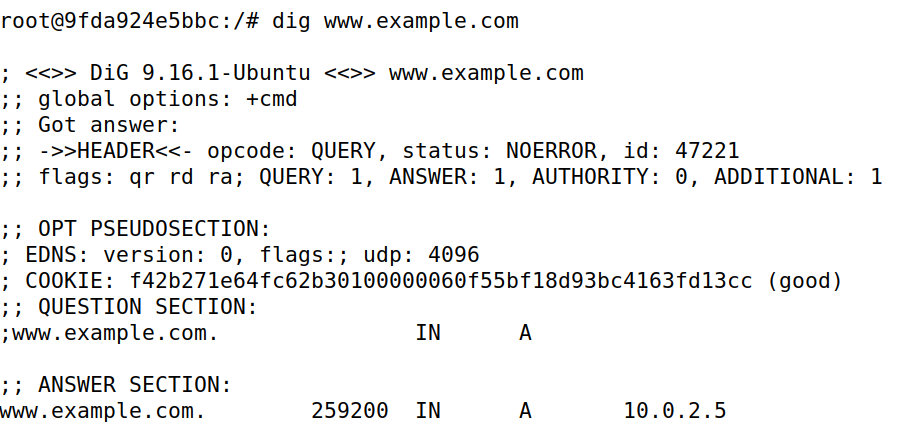 root@9fda924e5bbc:/# dig www.example.com
; <<>> DiG 9.16.1-Ubuntu <<>> www.example.com
;; global options: +cmd
;; Got answer:
;; ->>HEADER<<- opcode: QUERY, status: NOERROR, id: 47221
;; flags: qr rd ra; QUERY: 1, ANSWER: 1, AUTHORITY: 0, ADDITIONAL: 1
;; OPT PSEUDOSECTION:
; EDNS: version: 0, flags:; udp: 4096
; COOKIE: f42b271e64fc62b30100000060f55bf18d93bc4163fd13cc (good)
;; QUESTION SECTION:
;www.example.com. IN A
;; ANSWER SECTION:
www.example.com. 259200 IN A 10.0.2.5